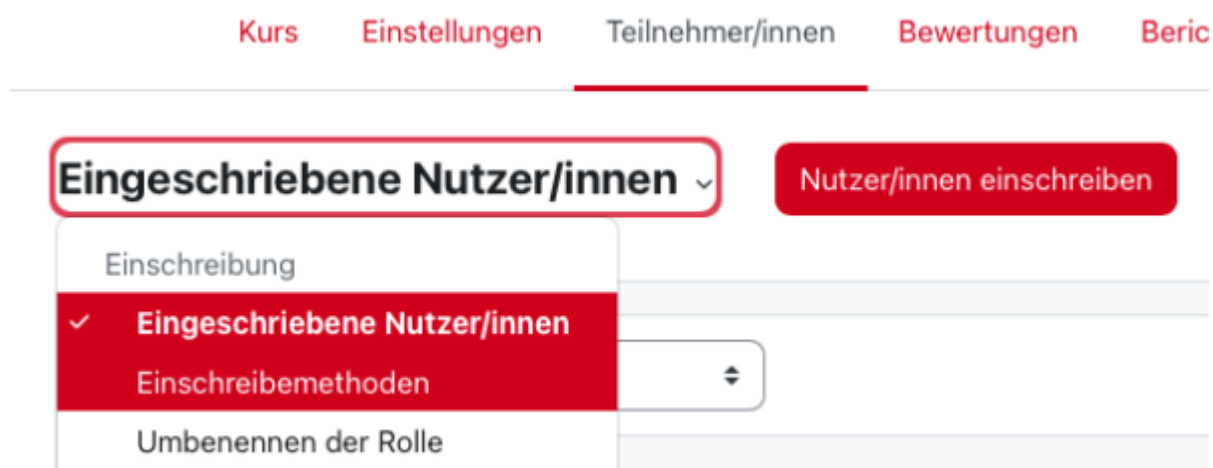 Kurs Einstellungen Teilnehmer/innen Bewertungen Beric
Eingeschriebene Nutzer/innen Nutzer/innen einschreiben
Einschreibung
Eingeschriebene Nutzer/innen
Einschreibemethoden
Umbenennen der Rolle